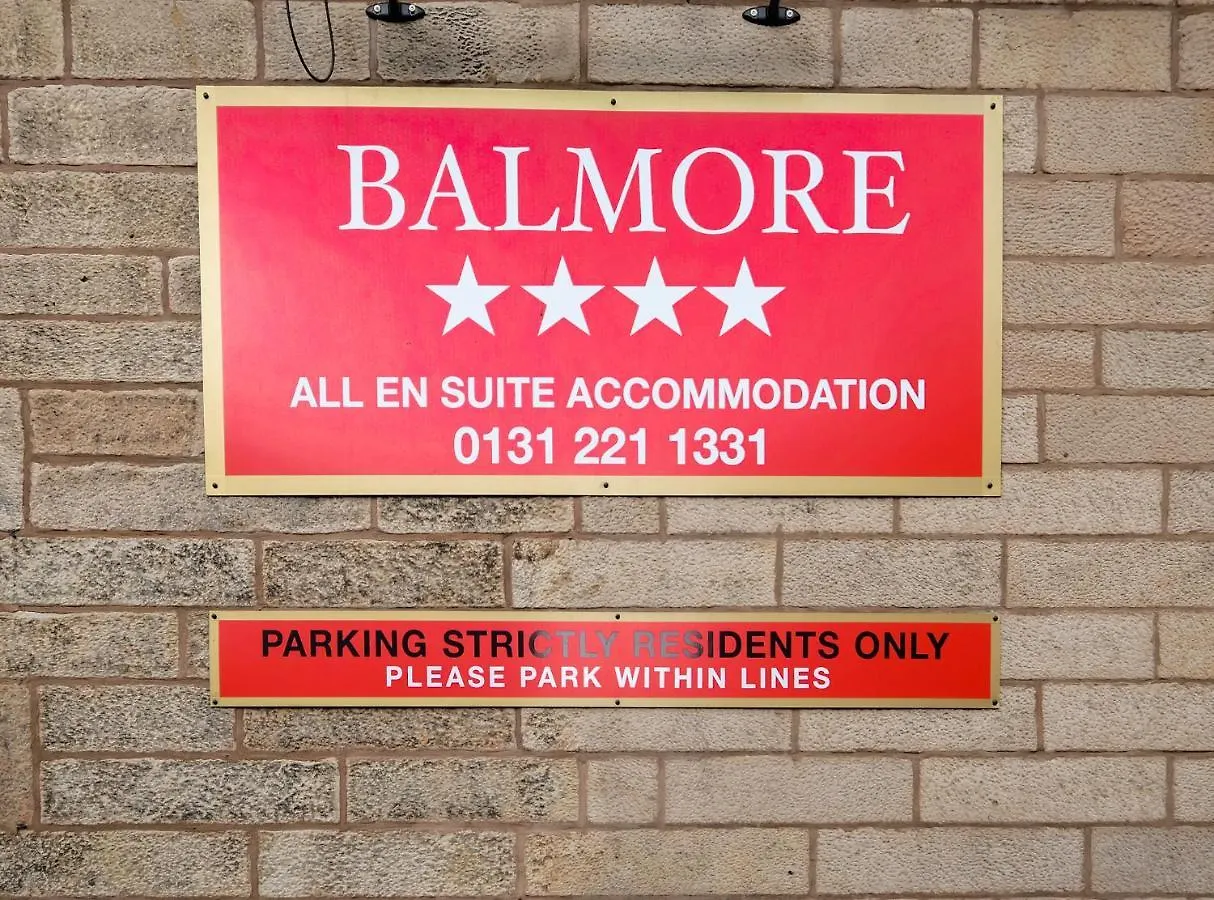 BALMORE
ALL EN SUITE ACCOMMODATION
0131 221 1331
PARKING STRICTLY RESIDENTS ONLY
PLEASE PARK WITHIN LINES